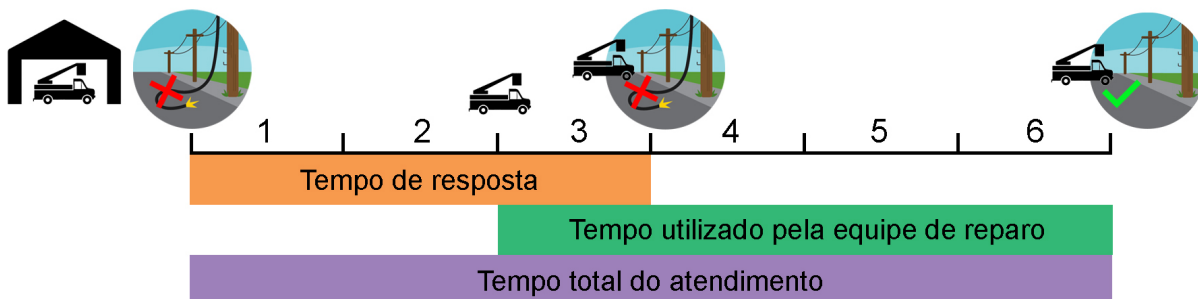 1 2 3 4 5 6
Tempo de resposta
Tempo utilizado pela equipe de reparo
Tempo total do atendimento